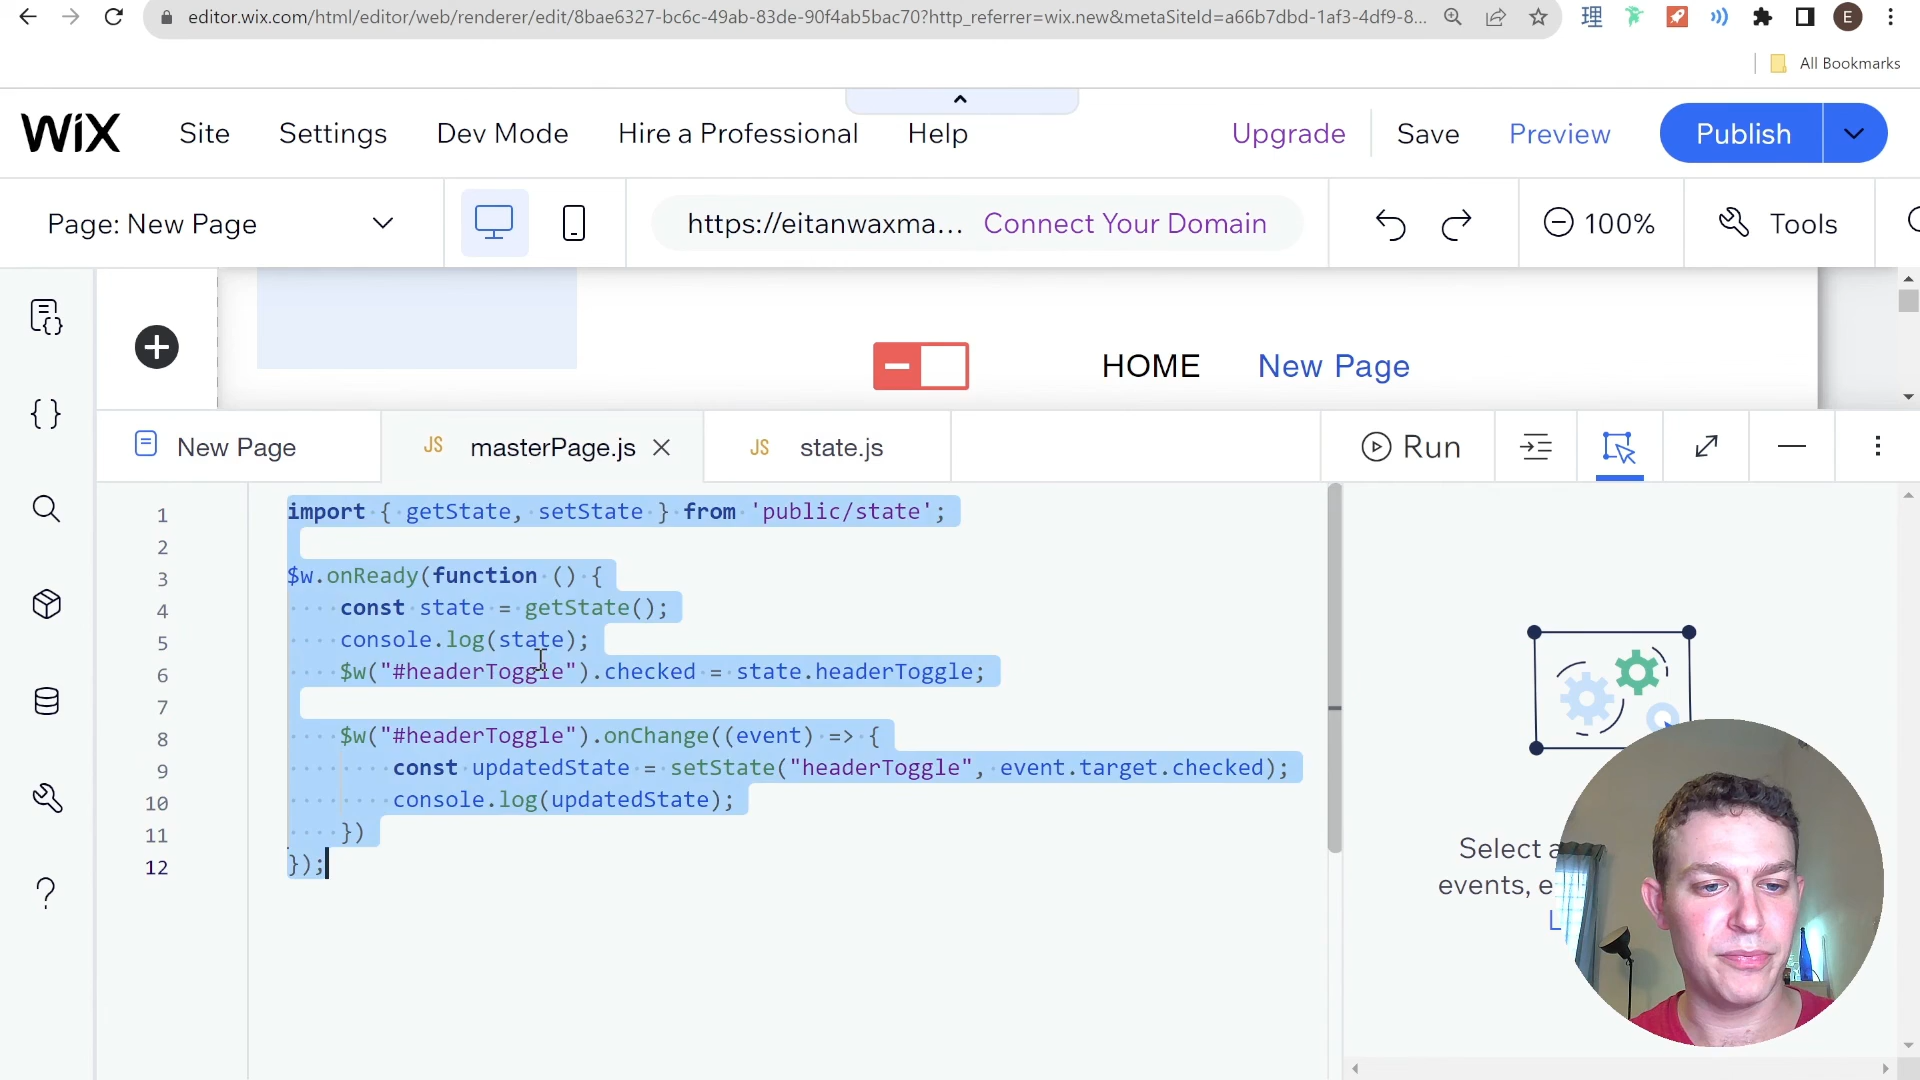 editor.wix.com/html/editor/web/renderer/edit/8bae6327-bc6c-49ab-83de-90f4ab5bac70?http_referrer=wix.new&metaSiteId=a66b7dbd-1af3-4df9-8...
理
E
All Bookmarks
WiX Site Settings Dev Mode Hire a Professional Help Upgrade Save Preview Publish
Page: New Page https://eitanwaxma... Connect Your Domain 100% Tools
HOME New Page
New Page JS masterPage.js JS state.js Run
1 import { getState, setState } from 'public/state';
2
3 $w.onReady(function () {
4 const state = getState();
5 console.log(state);
6 $w("#headerToggle").checked = state.headerToggle;
7
8 $w("#headerToggle").onChange((event) => {
9 const updatedState = setState("headerToggle", event.target.checked);
10 console.log(updatedState);
11 })
12 });
Select a
events, e
L